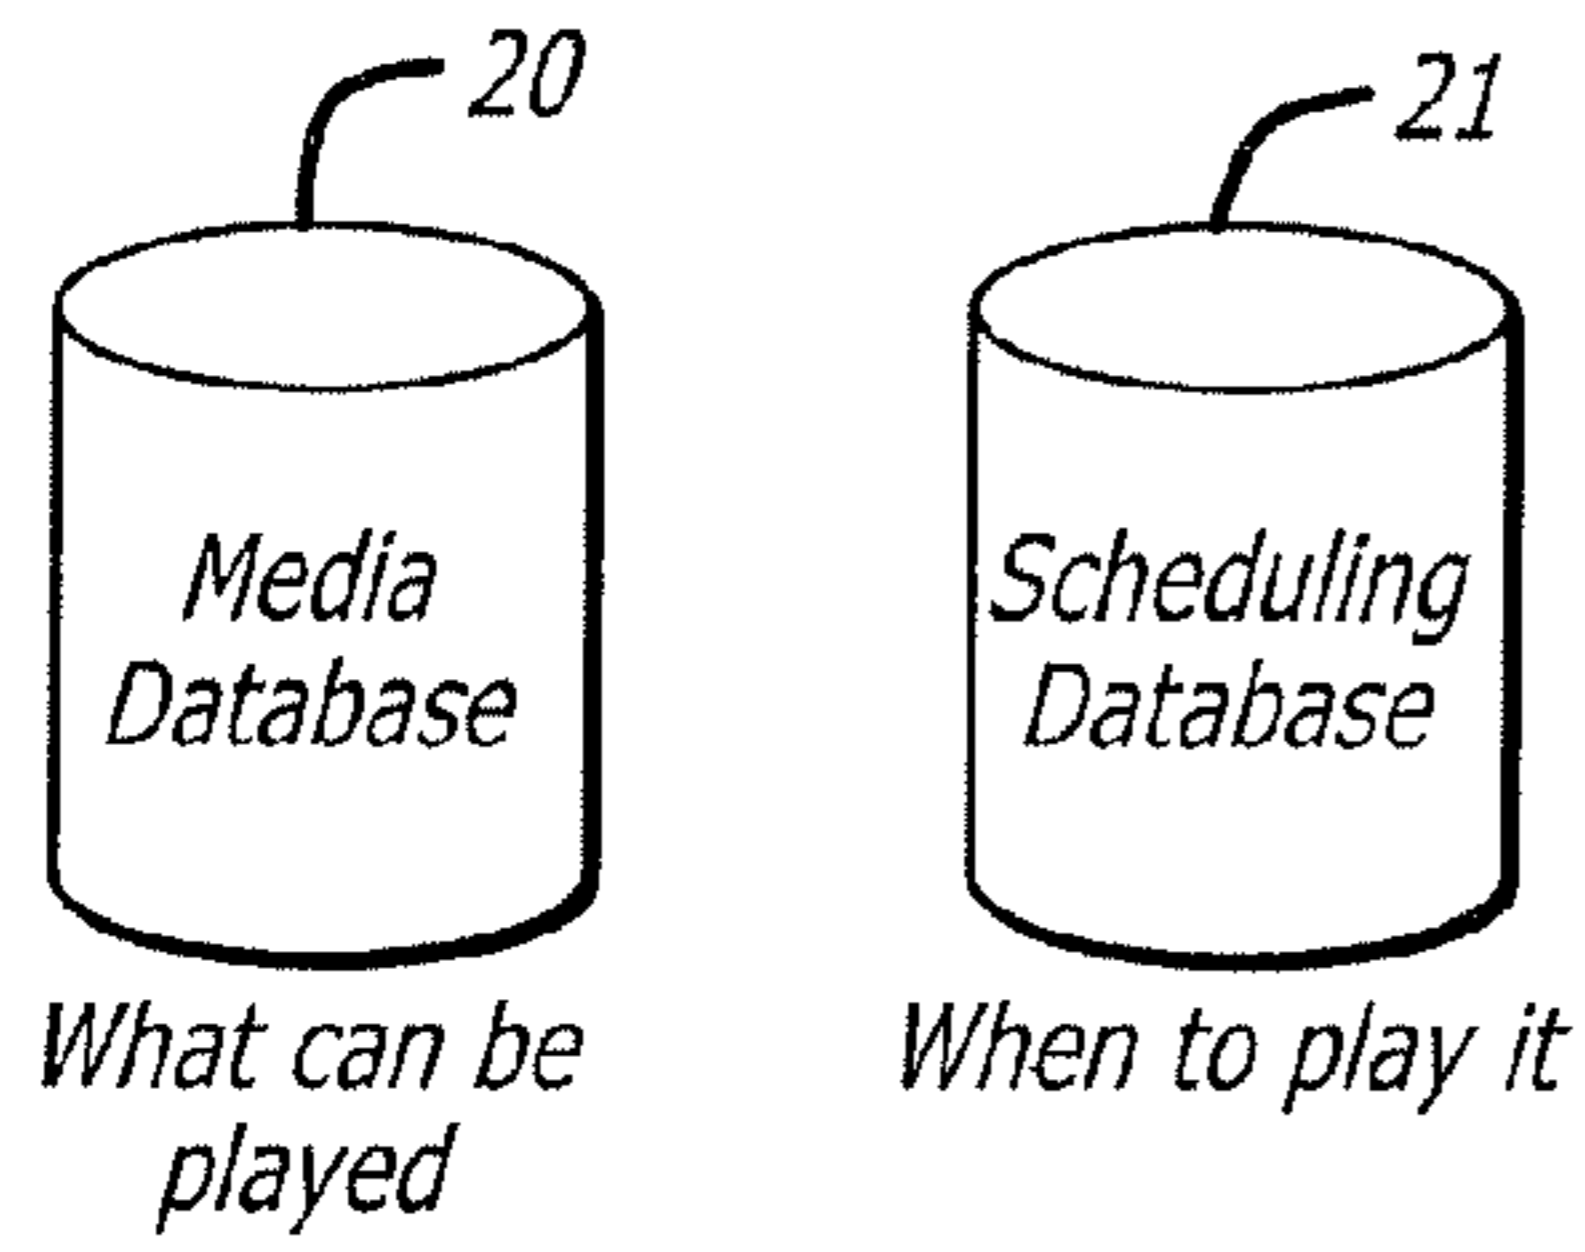 20
21
Media
Database
Scheduling
Database
What can be
played
When to play it